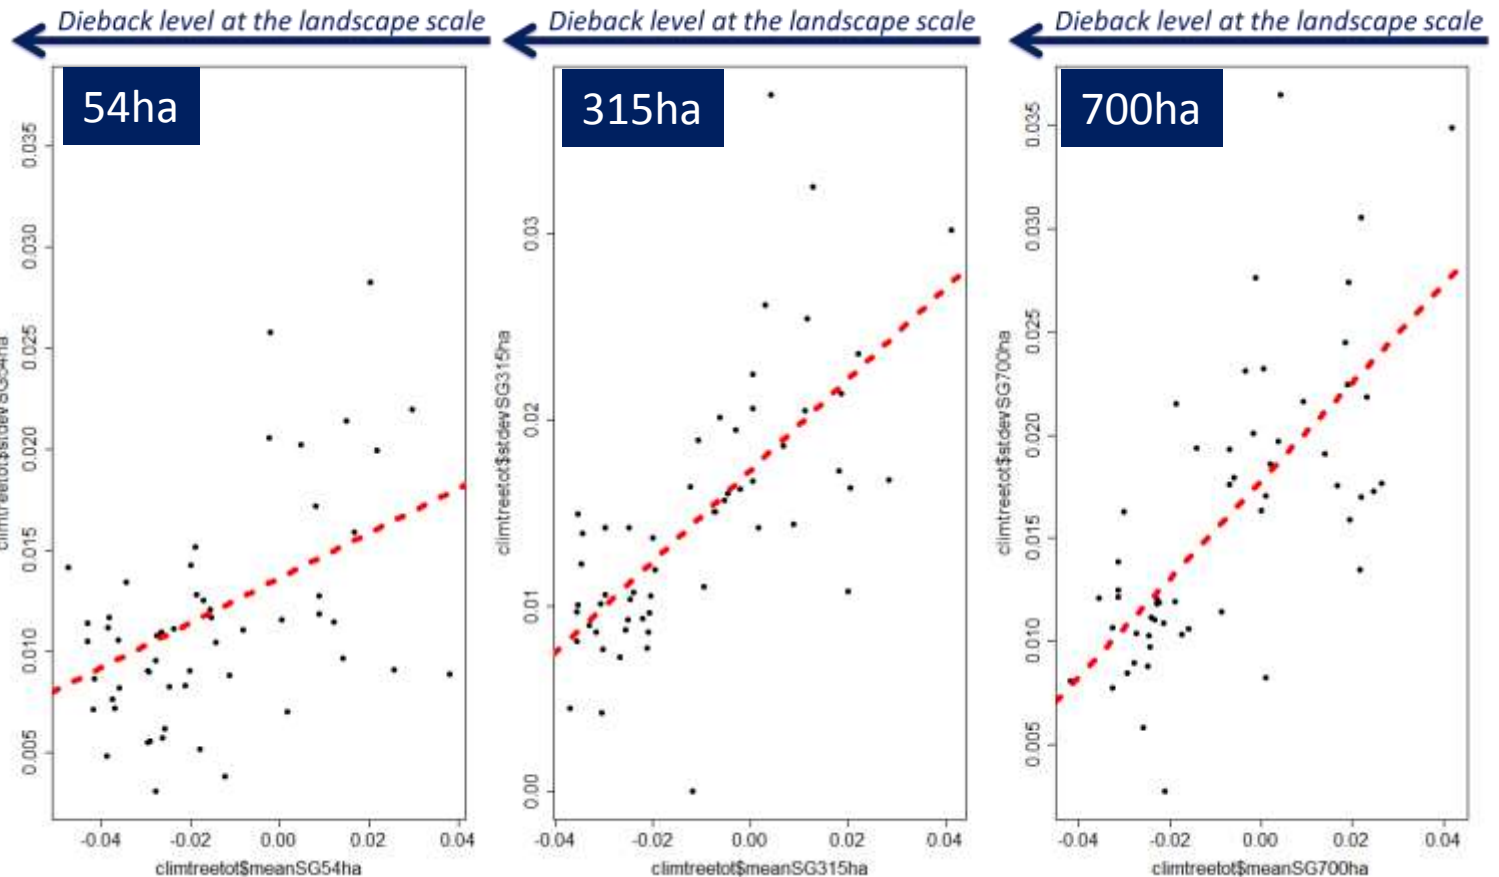 Dieback level at the landscape scale
54ha
0.035
0.030
0.025
0.020
0.015
0.010
0.005
climtreetot$stdevSG54ha
-0.04 -0.02 0.00 0.02 0.04
climtreetot$meanSG54ha
Dieback level at the landscape scale
315ha
0.03
0.02
0.01
0.00
climtreetot$stdevSG315ha
-0.04 -0.02 0.00 0.02 0.04
climtreetot$meanSG315ha
Dieback level at the landscape scale
700ha
0.035
0.030
0.025
0.020
0.015
0.010
0.005
climtreetot$stdevSG700ha
-0.04 -0.02 0.00 0.02 0.04
climtreetot$meanSG700ha